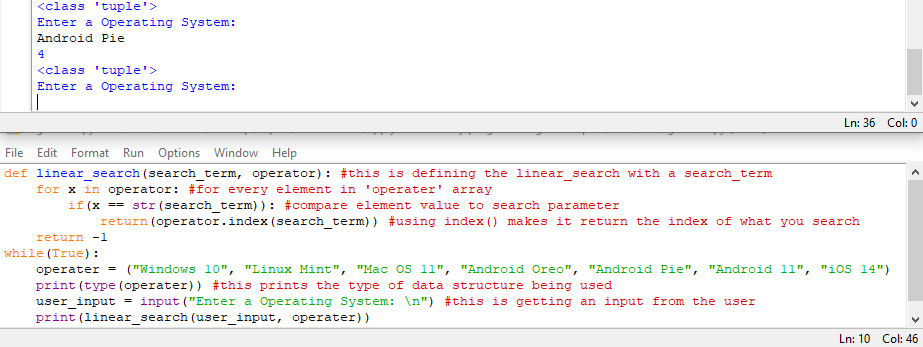 <class 'tuple'>
Enter a Operating System:
Android Pie
4
<class 'tuple'>
Enter a Operating System:
Ln: 36 Col: 0
File Edit Format Run Options Window Help
def linear_search(search_term, operator): #this is defining the linear_search with a search_term
    for x in operator: #for every element in 'operater' array
        if(x == str(search_term)): #compare element value to search parameter
            return(operator.index(search_term)) #using index() makes it return the index of what you search
    return -1
while(True):
    operater = ("Windows 10", "Linux Mint", "Mac OS 11", "Android Oreo", "Android Pie", "Android 11", "iOS 14")
    print(type(operater)) #this prints the type of data structure being used
    user_input = input("Enter a Operating System: \n") #this is getting an input from the user
    print(linear_search(user_input, operater))
Ln: 10 Col: 46